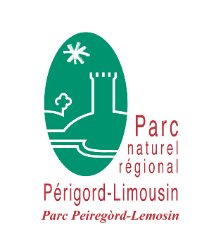 Parc
naturel
régional
Périgord-Limousin
Parc Peiregòrd-Lemosin